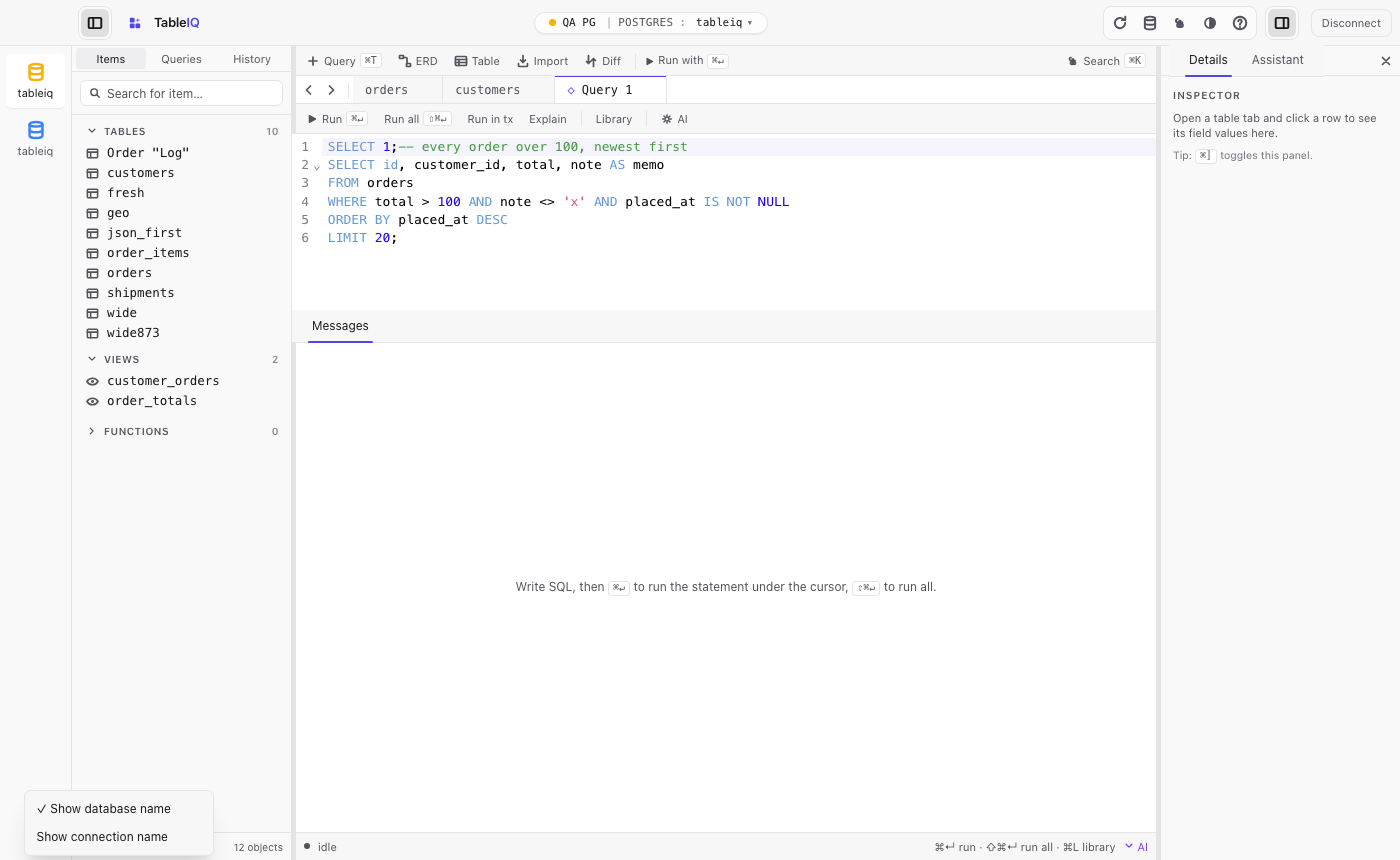 TableIQ
QA PG | POSTGRES : tableiq ▾
Disconnect
tableiq
tableiq
Items Queries History
Search for item...
TABLES 10
Order "Log"
customers
fresh
geo
json_first
order_items
orders
shipments
wide
wide873
VIEWS 2
customer_orders
order_totals
FUNCTIONS 0
✓ Show database name
Show connection name
12 objects
+ Query ⌘T ERD Table Import Diff ▶ Run with ⌘↵ Search ⌘K
orders customers ◇ Query 1
▶ Run ⌘↵ Run all ⇧⌘↵ Run in tx Explain Library AI
1 SELECT 1;-- every order over 100, newest first
2 SELECT id, customer_id, total, note AS memo
3 FROM orders
4 WHERE total > 100 AND note <> 'x' AND placed_at IS NOT NULL
5 ORDER BY placed_at DESC
6 LIMIT 20;
Messages
Write SQL, then ⌘↵ to run the statement under the cursor, ⇧⌘↵ to run all.
idle
⌘↵ run · ⇧⌘↵ run all · ⌘L library AI
Details Assistant
INSPECTOR
Open a table tab and click a row to see
its field values here.
Tip: ⌘] toggles this panel.